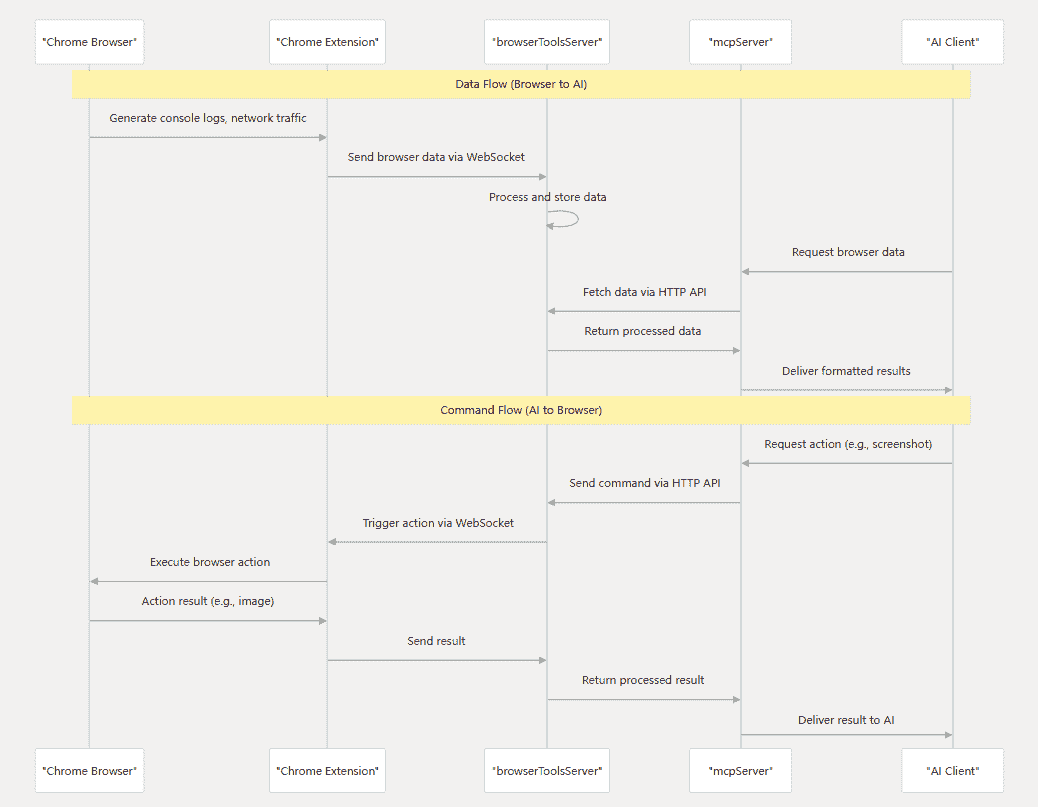 "Chrome Browser"
"Chrome Extension"
"browserToolsServer"
"mcpServer"
"AI Client"
Data Flow (Browser to AI)
Generate console logs, network traffic
Send browser data via WebSocket
Process and store data
Request browser data
Fetch data via HTTP API
Return processed data
Deliver formatted results
Command Flow (AI to Browser)
Request action (e.g., screenshot)
Send command via HTTP API
Trigger action via WebSocket
Execute browser action
Action result (e.g., image)
Send result
Return processed result
Deliver result to AI
"Chrome Browser"
"Chrome Extension"
"browserToolsServer"
"mcpServer"
"AI Client"